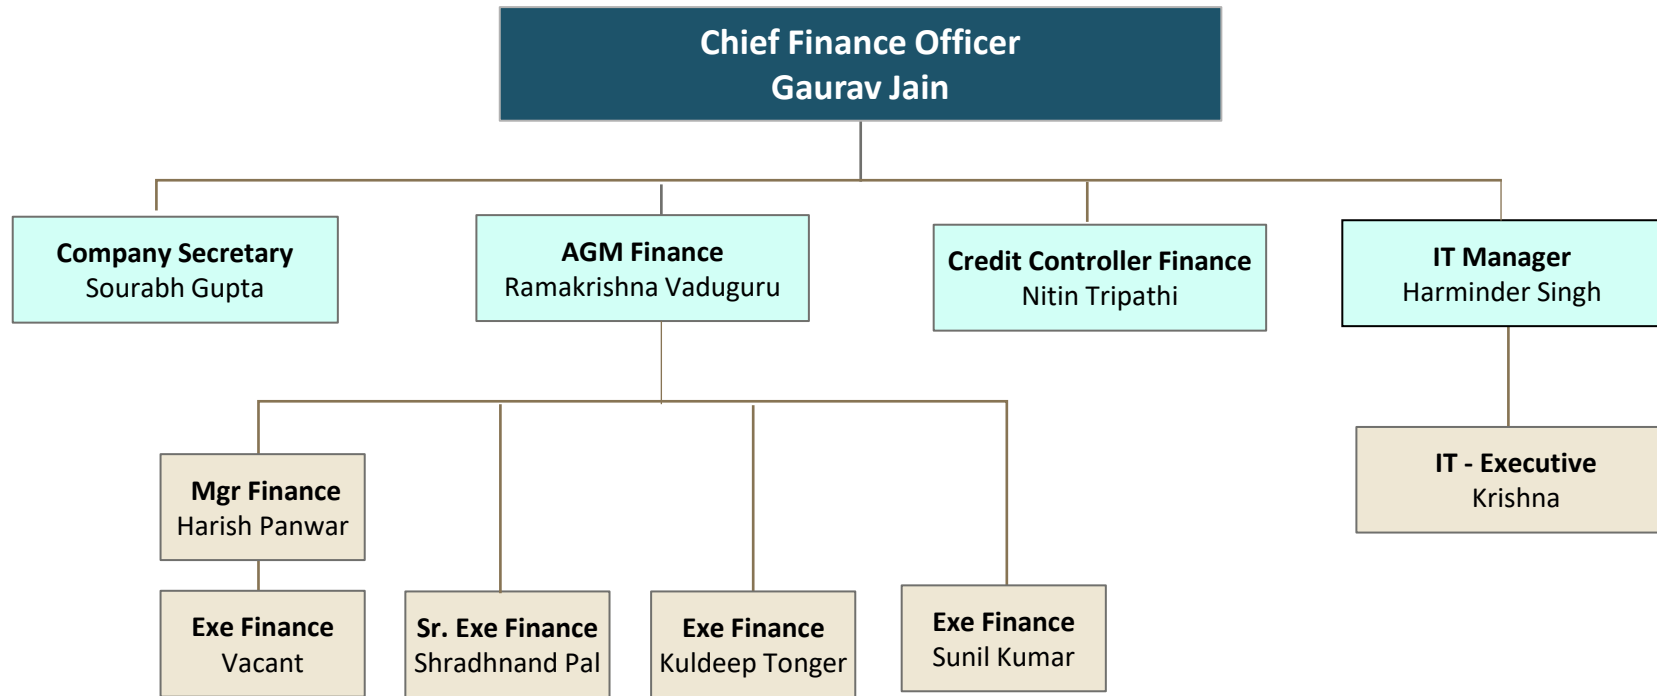 Chief Finance Officer
Gaurav Jain
Company Secretary
Sourabh Gupta
AGM Finance
Ramakrishna Vaduguru
Credit Controller Finance
Nitin Tripathi
IT Manager
Harminder Singh
Mgr Finance
Harish Panwar
IT - Executive
Krishna
Exe Finance
Vacant
Sr. Exe Finance
Shradhnand Pal
Exe Finance
Kuldeep Tonger
Exe Finance
Sunil Kumar